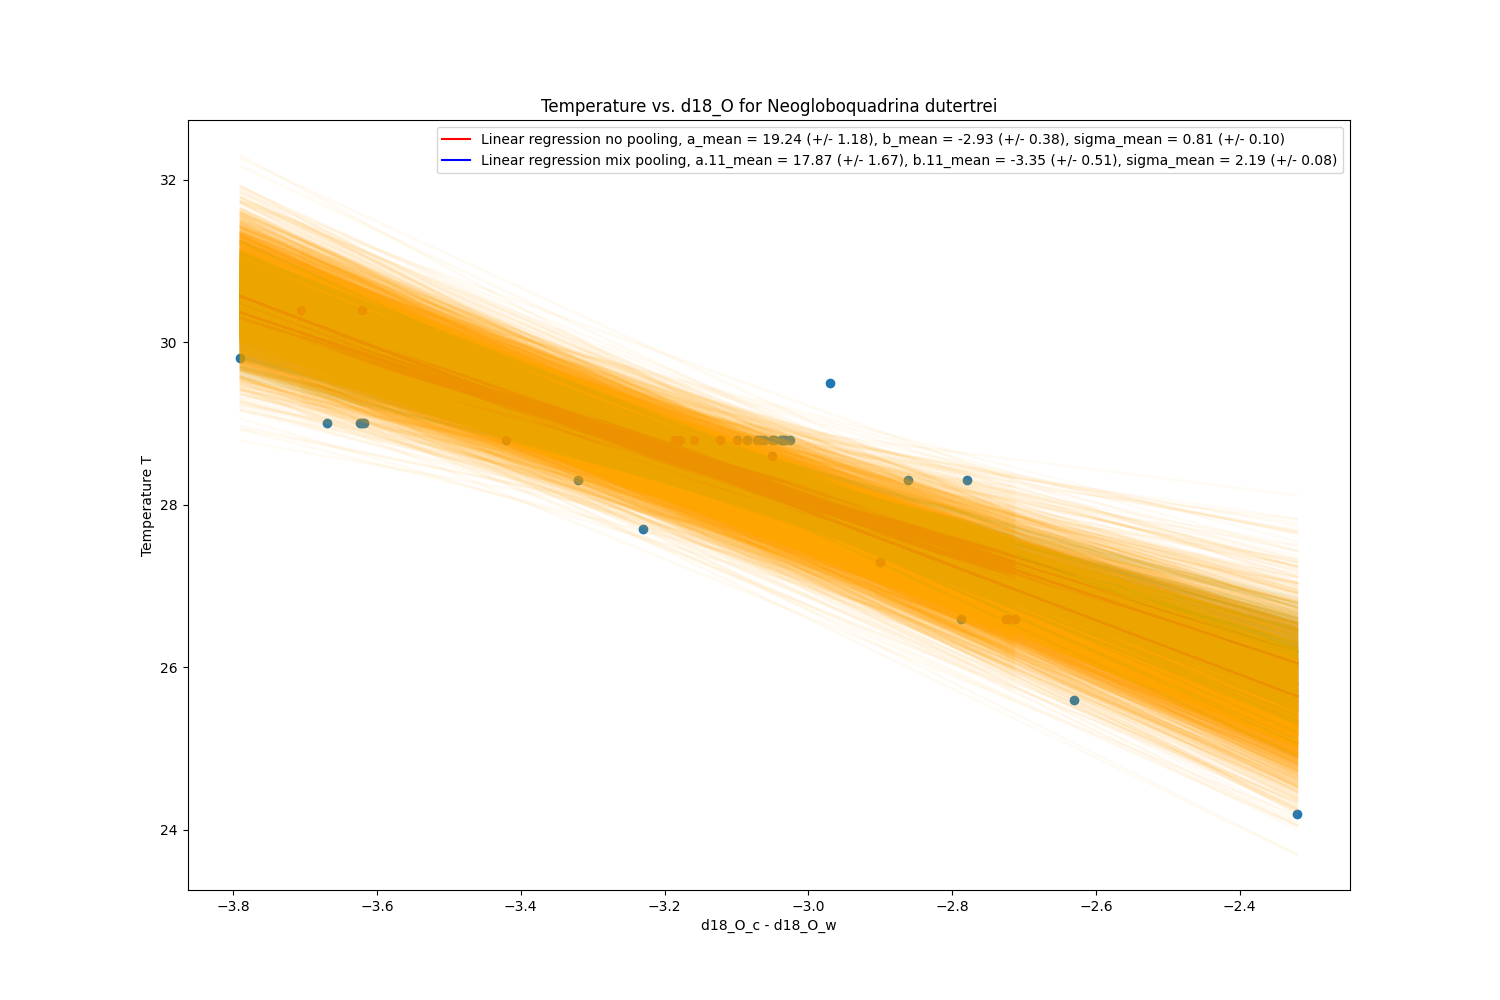 Temperature vs. d18_O for Neogloboquadrina dutertrei
Linear regression no pooling, a_mean = 19.24 (+/- 1.18), b_mean = -2.93 (+/- 0.38), sigma_mean = 0.81 (+/- 0.10)
Linear regression mix pooling, a.11_mean = 17.87 (+/- 1.67), b.11_mean = -3.35 (+/- 0.51), sigma_mean = 2.19 (+/- 0.08)
32
30
28
26
24
Temperature T
−3.8 −3.6 −3.4 −3.2 −3.0 −2.8 −2.6 −2.4
d18_O_c - d18_O_w